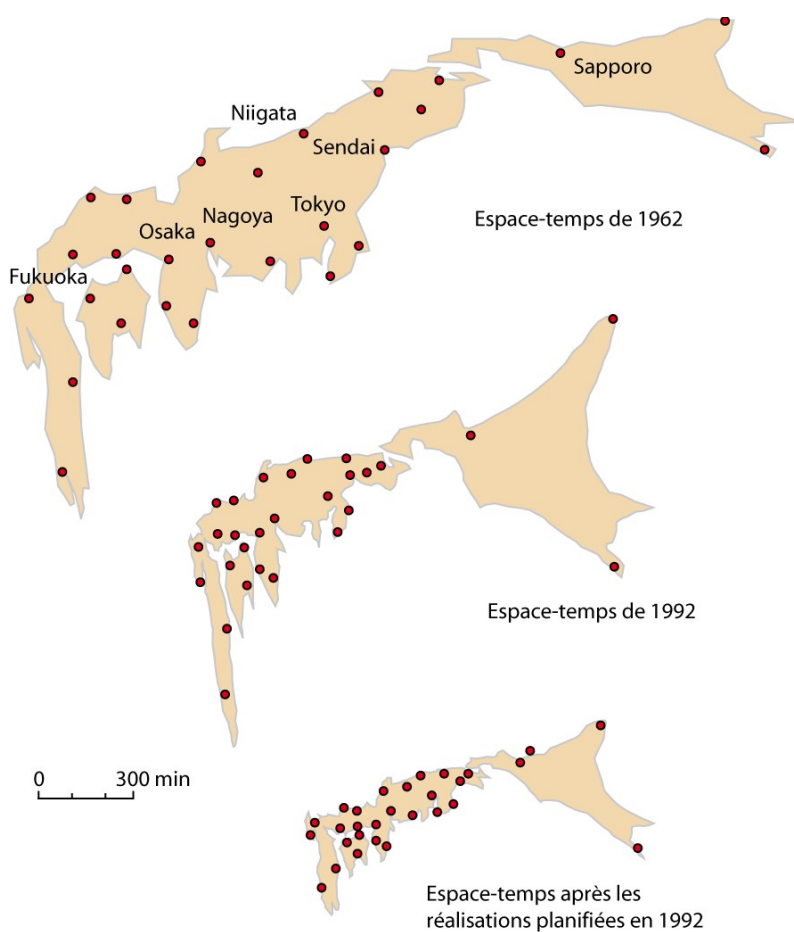 Sapporo
Niigata
Sendai
Tokyo
Nagoya
Osaka
Espace-temps de 1962
Fukuoka
Espace-temps de 1992
0 300 min
Espace-temps après les
réalisations planifiées en 1992